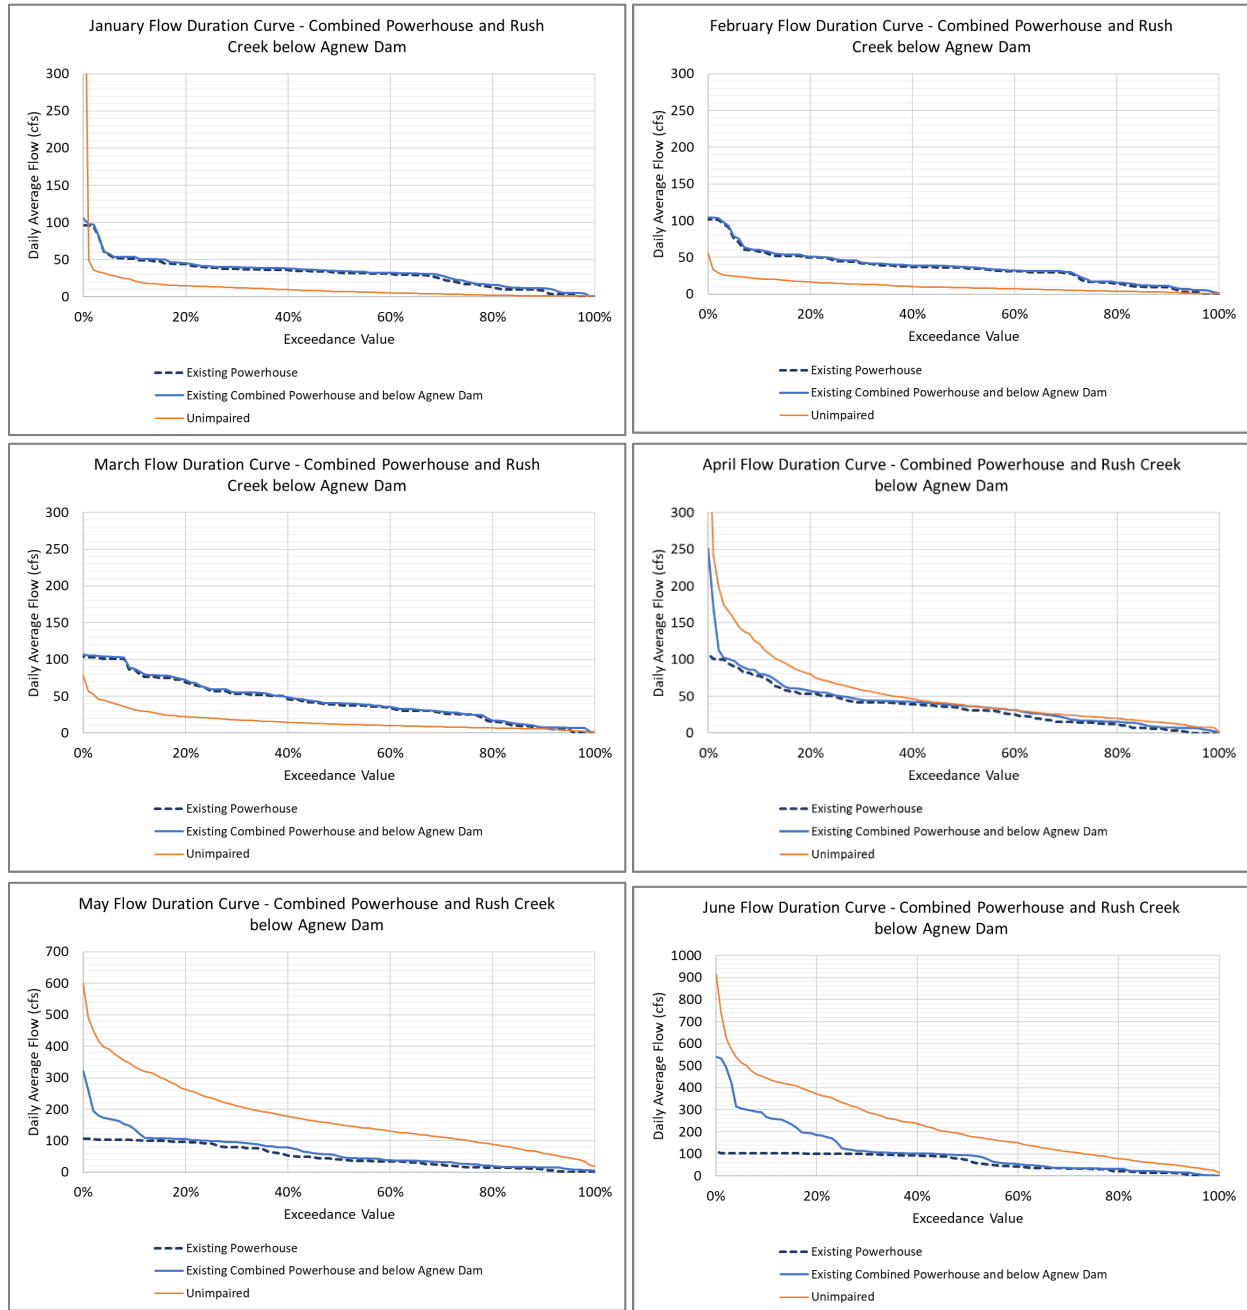 January Flow Duration Curve - Combined Powerhouse and Rush
Creek below Agnew Dam
Daily Average Flow (cfs)
300
250
200
150
100
50
0
0% 20% 40% 60% 80% 100%
Exceedance Value
Existing Powerhouse
Existing Combined Powerhouse and below Agnew Dam
Unimpaired
February Flow Duration Curve - Combined Powerhouse and Rush
Creek below Agnew Dam
Daily Average Flow (cfs)
300
250
200
150
100
50
0
0% 20% 40% 60% 80% 100%
Exceedance Value
Existing Powerhouse
Existing Combined Powerhouse and below Agnew Dam
Unimpaired
March Flow Duration Curve - Combined Powerhouse and Rush
Creek below Agnew Dam
Daily Average Flow (cfs)
300
250
200
150
100
50
0
0% 20% 40% 60% 80% 100%
Exceedance Value
Existing Powerhouse
Existing Combined Powerhouse and below Agnew Dam
Unimpaired
April Flow Duration Curve - Combined Powerhouse and Rush Creek
below Agnew Dam
Daily Average Flow (cfs)
300
250
200
150
100
50
0
0% 20% 40% 60% 80% 100%
Exceedance Value
Existing Powerhouse
Existing Combined Powerhouse and below Agnew Dam
Unimpaired
May Flow Duration Curve - Combined Powerhouse and Rush Creek
below Agnew Dam
Daily Average Flow (cfs)
700
600
500
400
300
200
100
0
0% 20% 40% 60% 80% 100%
Exceedance Value
Existing Powerhouse
Existing Combined Powerhouse and below Agnew Dam
Unimpaired
June Flow Duration Curve - Combined Powerhouse and Rush Creek
below Agnew Dam
Daily Average Flow (cfs)
1000
900
800
700
600
500
400
300
200
100
0
0% 20% 40% 60% 80% 100%
Exceedance Value
Existing Powerhouse
Existing Combined Powerhouse and below Agnew Dam
Unimpaired